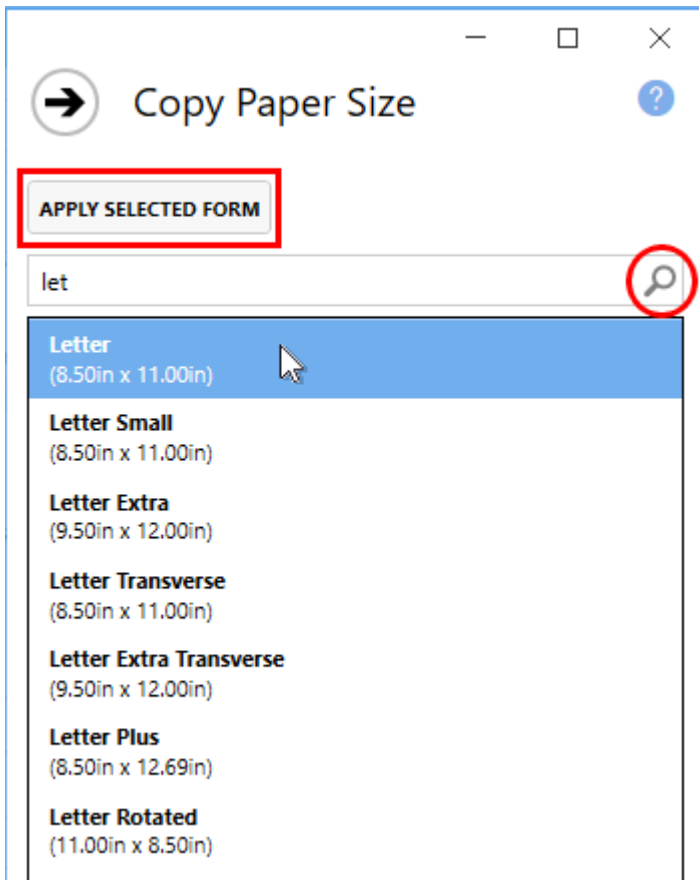 Copy Paper Size
?
APPLY SELECTED FORM
let
Letter
(8.50in x 11.00in)
Letter Small
(8.50in x 11.00in)
Letter Extra
(9.50in x 12.00in)
Letter Transverse
(8.50in x 11.00in)
Letter Extra Transverse
(9.50in x 12.00in)
Letter Plus
(8.50in x 12.69in)
Letter Rotated
(11.00in x 8.50in)